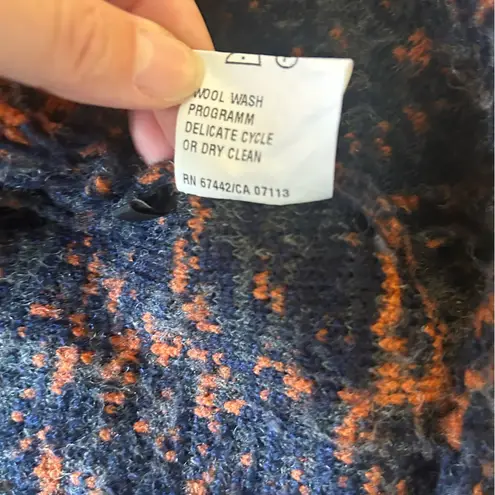 WOOL WASH
PROGRAMM
DELICATE CYCLE
OR DRY CLEAN
RN 67442/CA 07113